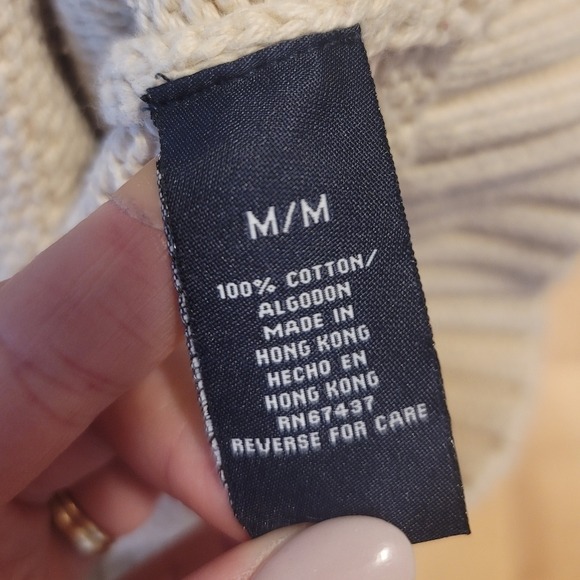 M/M
100% COTTON/
ALGODON
MADE IN
HONG KONG
HECHO EN
HONG KONG
RN67437
REVERSE FOR CARE